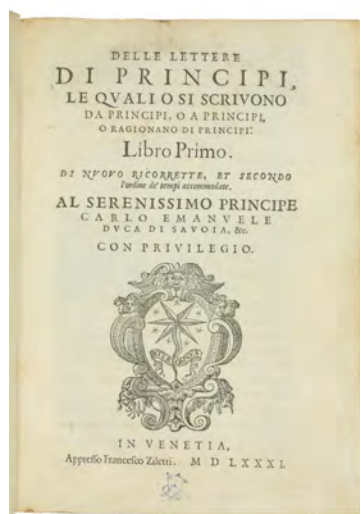 DELLE LETTERE
DI PRINCIPI,
LE QVALI O SI SCRIVONO
DA PRINCIPI, O A PRINCIPI,
O RAGIONANO DI PRINCIPI.
Libro Primo.
DI NVOVO RICORRETTE, ET SECONDO
l'ordine de' tempi accommodate.
AL SERENISSIMO PRINCIPE
CARLO EMANVELE
DVCA DI SAVOIA, &c.
CON PRIVILEGIO.
IN VENETIA,
Appresso Francesco Ziletti. M D LXXXI.